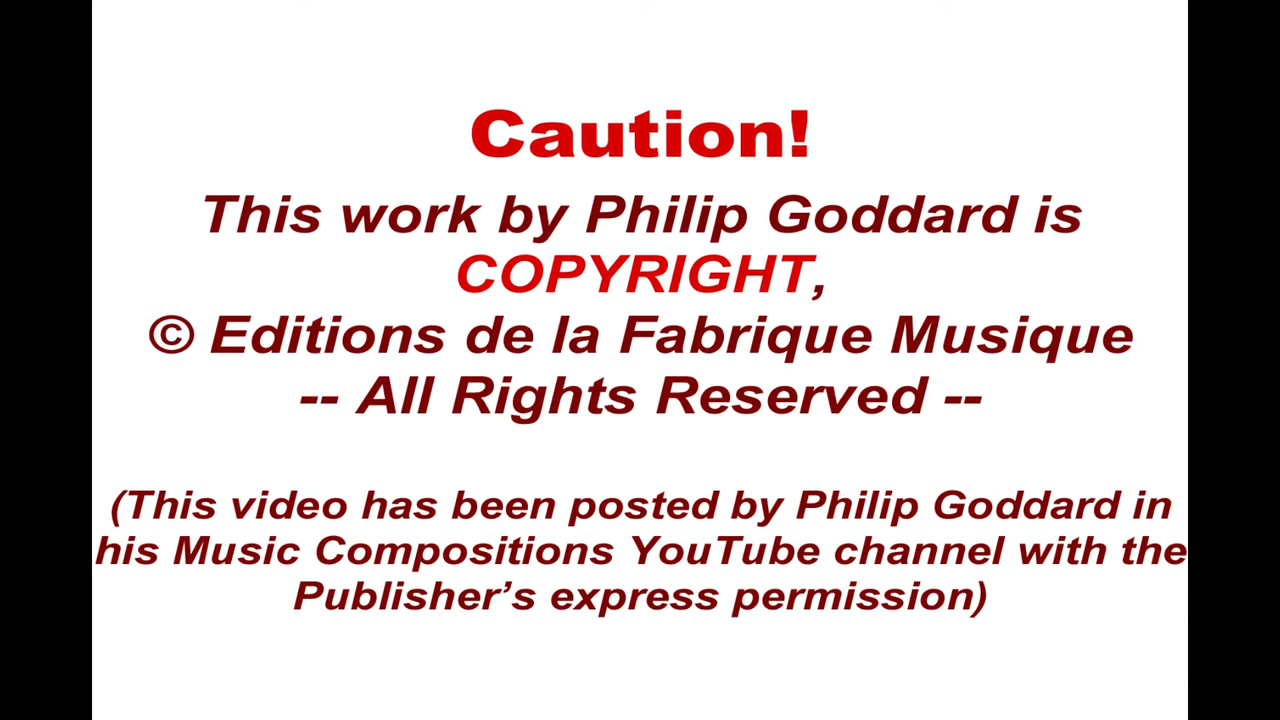 Caution!
This work by Philip Goddard is
COPYRIGHT,
© Editions de la Fabrique Musique
-- All Rights Reserved --
(This video has been posted by Philip Goddard in
his Music Compositions YouTube channel with the
Publisher’s express permission)